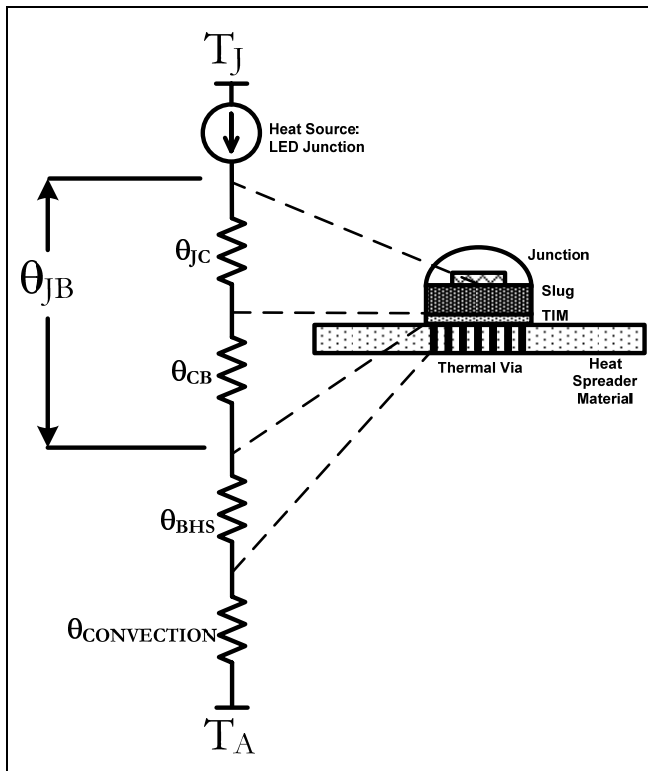 T_J
Heat Source:
LED Junction
θ_JC
θ_JB
Junction
Slug
TIM
θ_CB
Thermal Via
Heat
Spreader
Material
θ_BHS
θ_CONVECTION
T_A